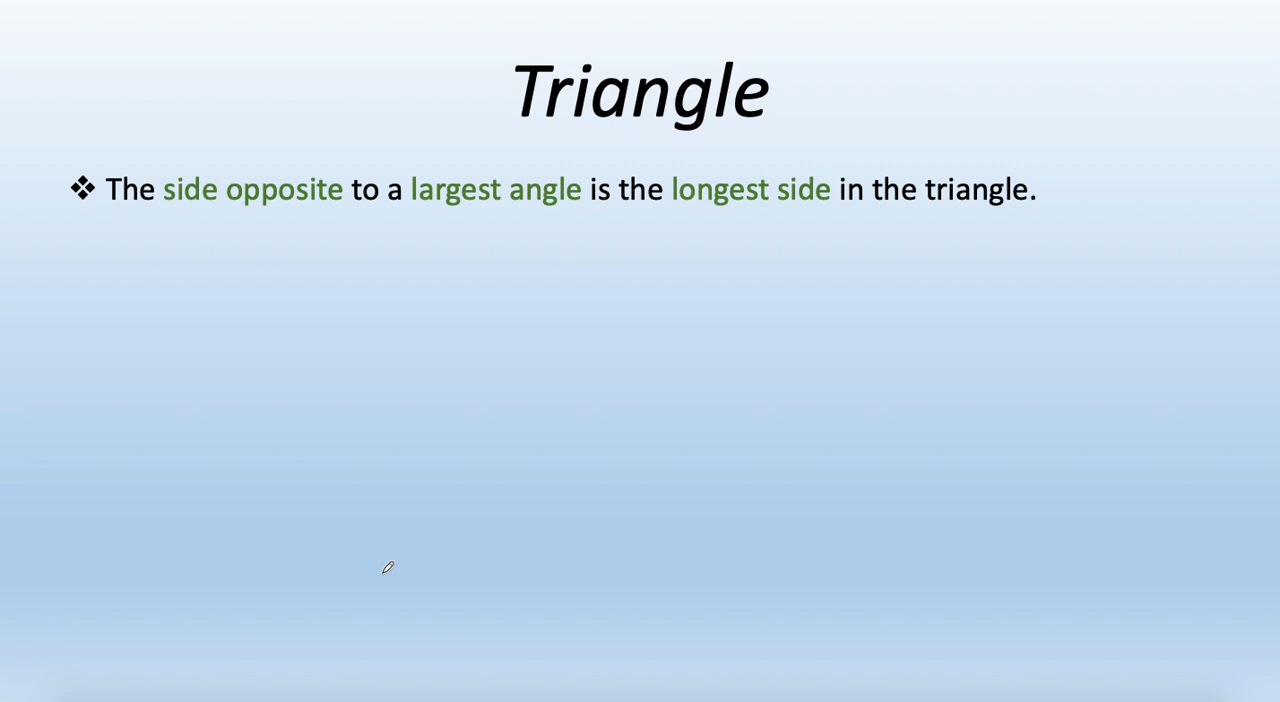 Triangle
❖ The side opposite to a largest angle is the longest side in the triangle.